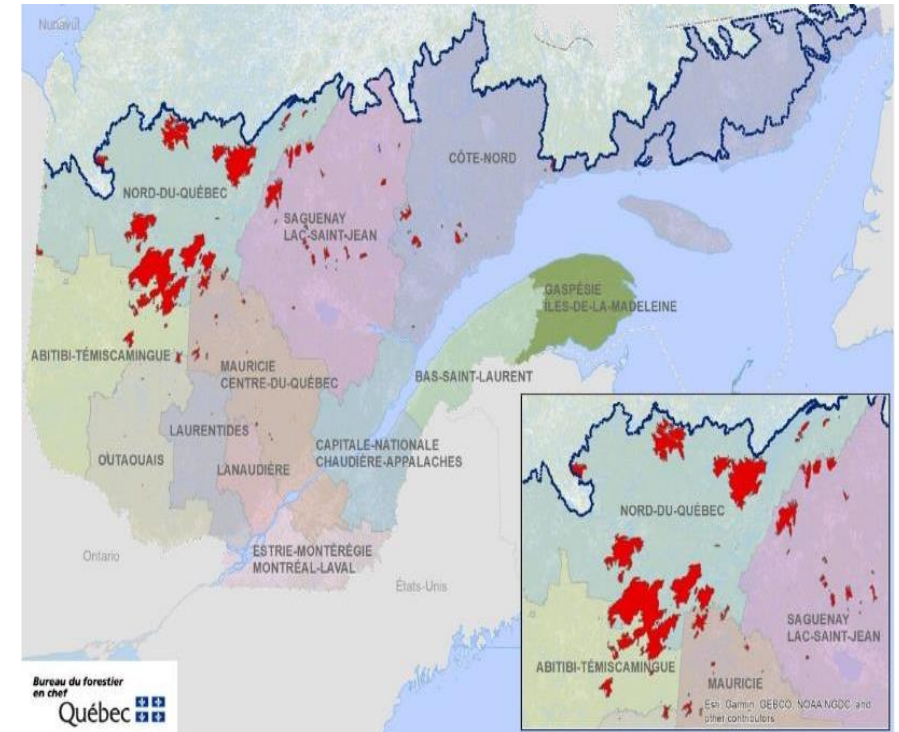 Nunavut
CÔTE-NORD
NORD-DU-QUÉBEC
SAGUENAY
LAC-SAINT-JEAN
GASPÉSIE
ÎLES-DE-LA-MADELEINE
ABITIBI-TÉMISCAMINGUE
MAURICIE
CENTRE-DU-QUÉBEC
BAS-SAINT-LAURENT
LAURENTIDES
OUTAOUAIS
LANAUDIÈRE
CAPITALE-NATIONALE
CHAUDIÈRE-APPALACHES
Ontario
ESTRIE-MONTÉRÉGIE
MONTRÉAL-LAVAL
États-Unis
NORD-DU-QUÉBEC
SAGUENAY
LAC-SAINT-JEAN
ABITIBI-TÉMISCAMINGUE
MAURICIE
Esri, Garmin, GEBCO, NOAA NGDC, and
other contributors
Bureau du forestier
en chef
Québec